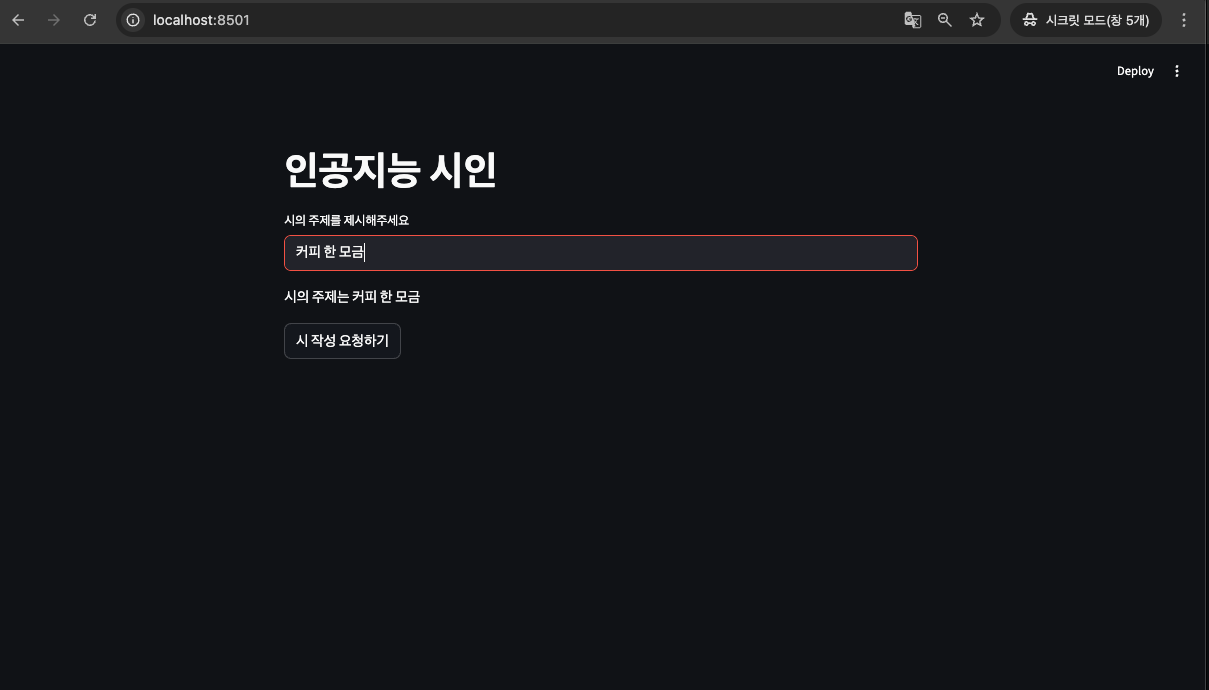 localhost:8501
시크릿 모드(창 5개)
Deploy
인공지능 시인
시의 주제를 제시해주세요
커피 한 모금
시의 주제는 커피 한 모금
시 작성 요청하기